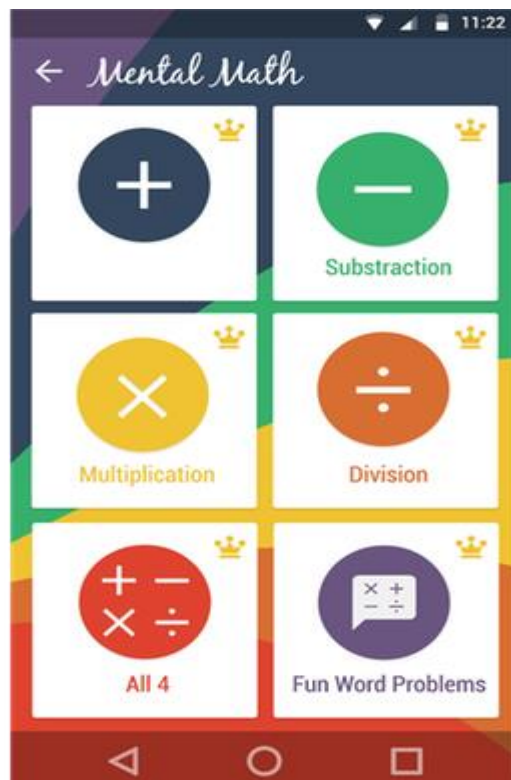 11:22
Mental Math
Substraction
Multiplication
Division
All 4
Fun Word Problems